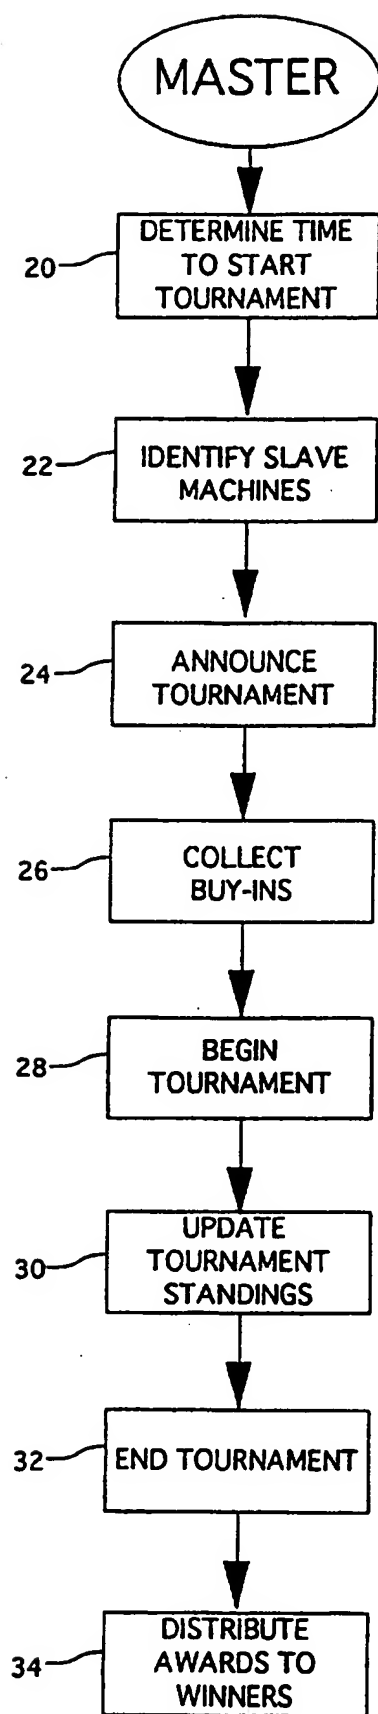 MASTER
20
DETERMINE TIME
TO START
TOURNAMENT
22
IDENTIFY SLAVE
MACHINES
24
ANNOUNCE
TOURNAMENT
26
COLLECT
BUY-INS
28
BEGIN
TOURNAMENT
30
UPDATE
TOURNAMENT
STANDINGS
32
END TOURNAMENT
34
DISTRIBUTE
AWARDS TO
WINNERS